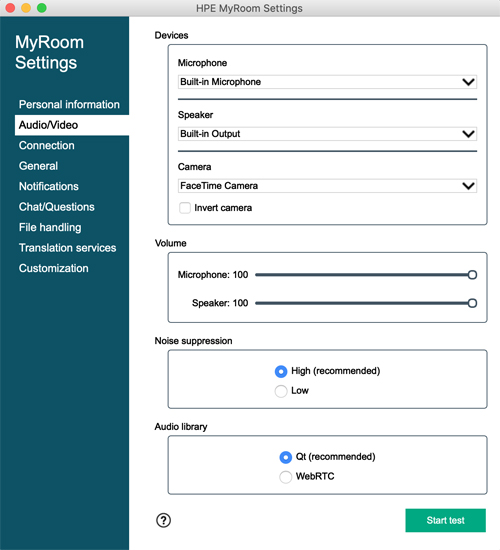 HPE MyRoom Settings
MyRoom
Settings
Personal information
Audio/Video
Connection
General
Notifications
Chat/Questions
File handling
Translation services
Customization
Devices
Microphone
Built-in Microphone
Speaker
Built-in Output
Camera
FaceTime Camera
Invert camera
Volume
Microphone: 100
Speaker: 100
Noise suppression
High (recommended)
Low
Audio library
Qt (recommended)
WebRTC
?
Start test